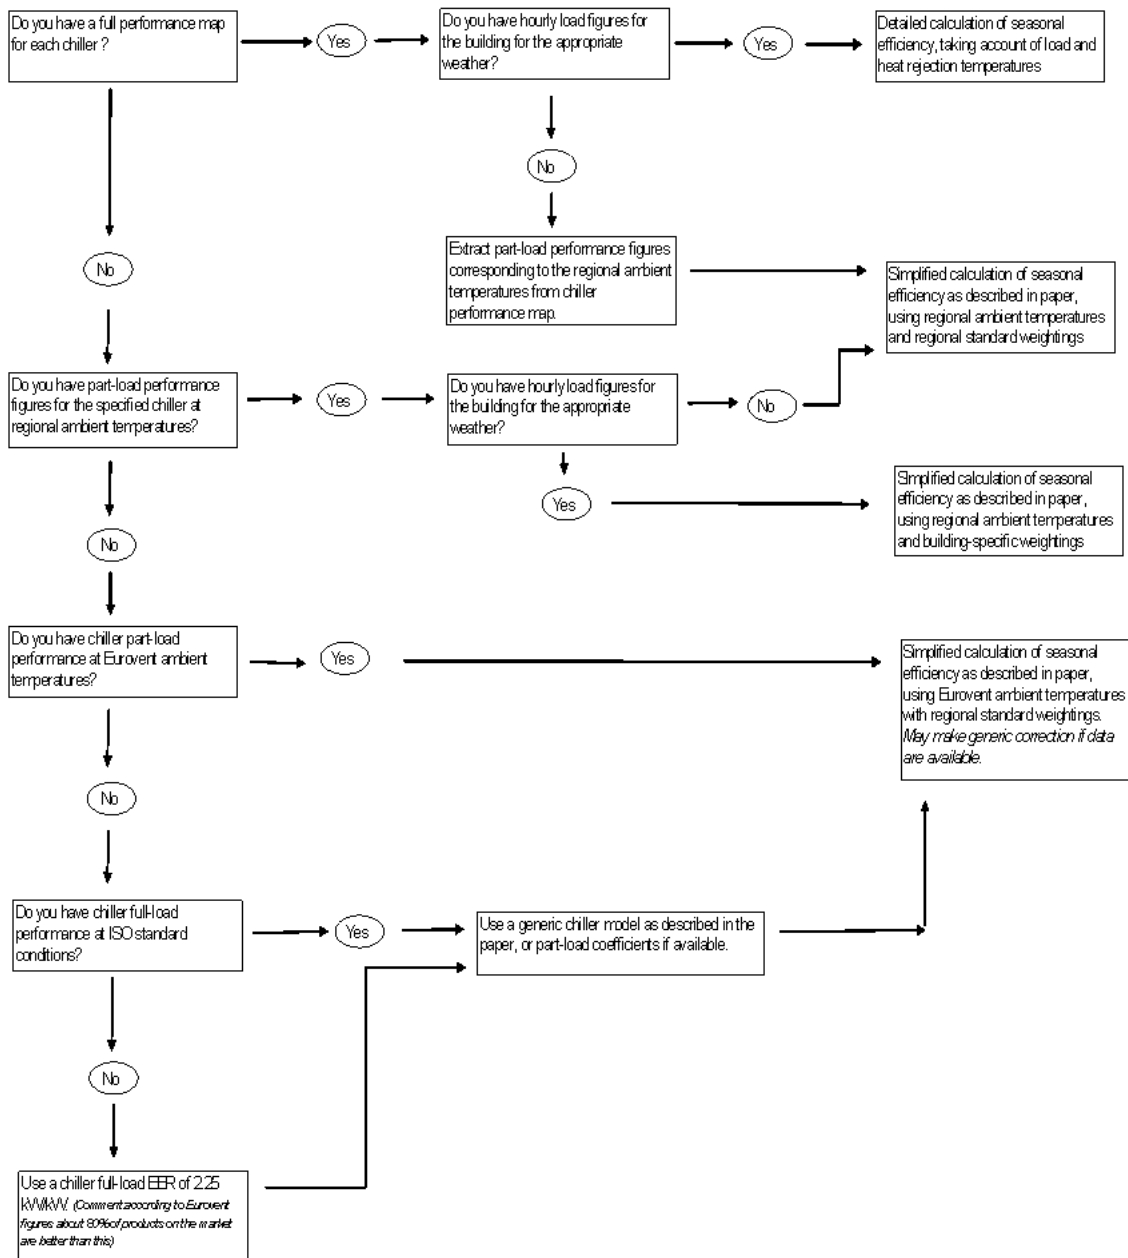 Do you have a full performance map
for each chiller ?
Yes
Do you have hourly load figures for
the building for the appropriate
weather?
Yes
Detailed calculation of seasonal
efficiency, taking account of load and
heat rejection temperatures
No
No
Extract part-load performance figures
corresponding to the regional ambient
temperatures from chiller
performance map.
Simplified calculation of seasonal
efficiency as described in paper,
using regional ambient temperatures
and regional standard weightings
Do you have part-load performance
figures for the specified chiller at
regional ambient temperatures?
Yes
Do you have hourly load figures for
the building for the appropriate
weather?
No
Yes
Simplified calculation of seasonal
efficiency as described in paper,
using regional ambient temperatures
and building-specific weightings
No
Do you have chiller part-load
performance at Eurovent ambient
temperatures?
Yes
Simplified calculation of seasonal
efficiency as described in paper,
using Eurovent ambient temperatures
with regional standard weightings.
May make generic correction if data
are available.
No
Do you have chiller full-load
performance at ISO standard
conditions?
Yes
Use a generic chiller model as described in the
paper, or part-load coefficients if available.
No
Use a chiller full-load EER of 2.25
kW/kW. (Comment according to Eurovent
figures about 80% of products on the market
are better than this)